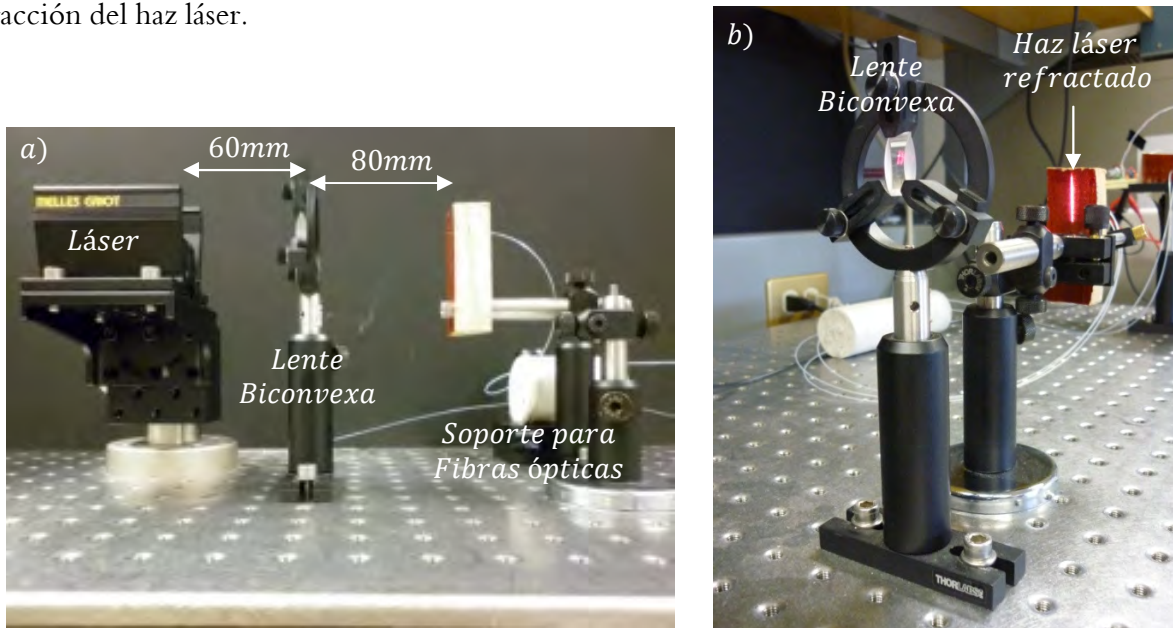 acción del haz láser.
a)
60mm
80mm
MELLES GRIOT
Láser
Lente
Biconvexa
Soporte para
Fibras ópticas
b)
Lente
Biconvexa
Haz láser
refractado
THORLABS